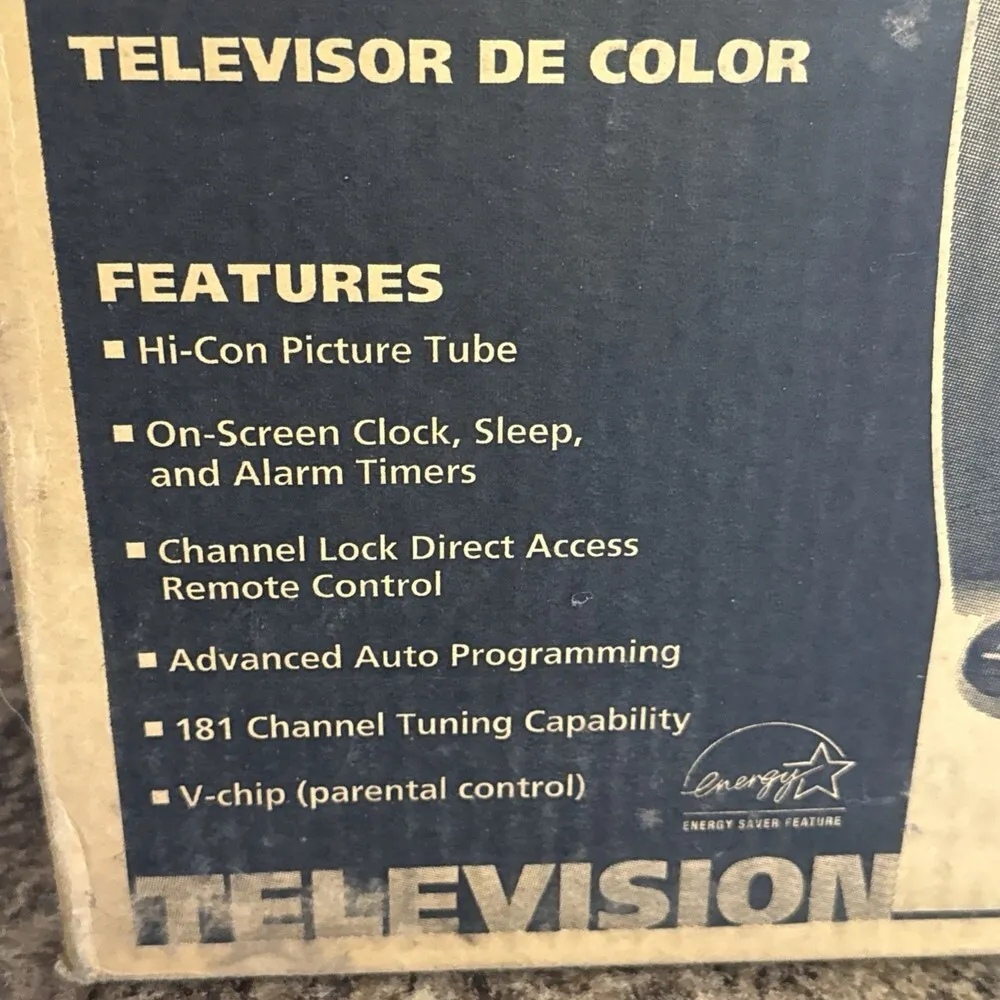 TELEVISOR DE COLOR
FEATURES
■ Hi-Con Picture Tube
■ On-Screen Clock, Sleep,
and Alarm Timers
■ Channel Lock Direct Access
Remote Control
■ Advanced Auto Programming
■ 181 Channel Tuning Capability
■ V-chip (parental control)
energy
ENERGY SAVER FEATURE
TELEVISION